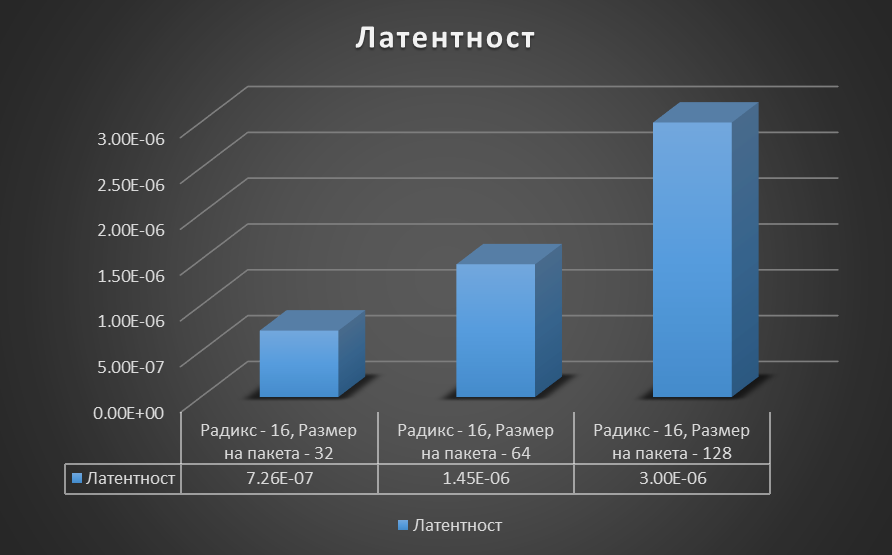 Латентност
3.00E-06
2.50E-06
2.00E-06
1.50E-06
1.00E-06
5.00E-07
0.00E+00
Радикс - 16, Размер
на пакета - 32
Радикс - 16, Размер
на пакета - 64
Радикс - 16, Размер
на пакета - 128
Латентност 7.26E-07 1.45E-06 3.00E-06
Латентност